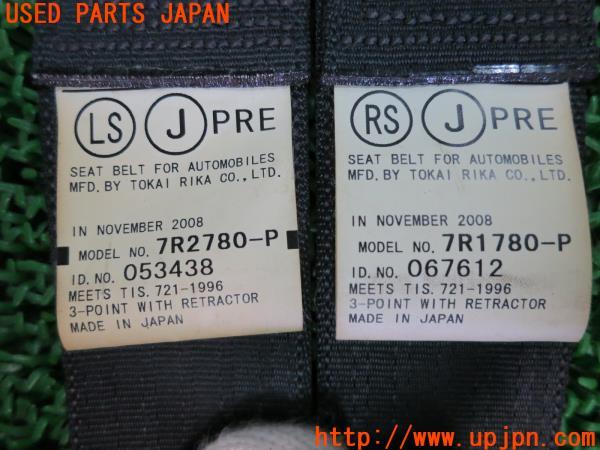 USED PARTS JAPAN
LS J PRE
SEAT BELT FOR AUTOMOBILES
MFD. BY TOKAI RIKA CO., LTD.
IN NOVEMBER 2008
MODEL NO. 7R2780-P
ID. NO. 053438
MEETS TIS. 721-1996
3-POINT WITH RETRACTOR
MADE IN JAPAN
RS J PRE
SEAT BELT FOR AUTOMOBILES
MFD. BY TOKAI RIKA CO., LTD.
IN NOVEMBER 2008
MODEL NO. 7R1780-P
ID. NO. 067612
MEETS TIS. 721-1996
3-POINT WITH RETRACTOR
MADE IN JAPAN
http://www.upjpn.com/